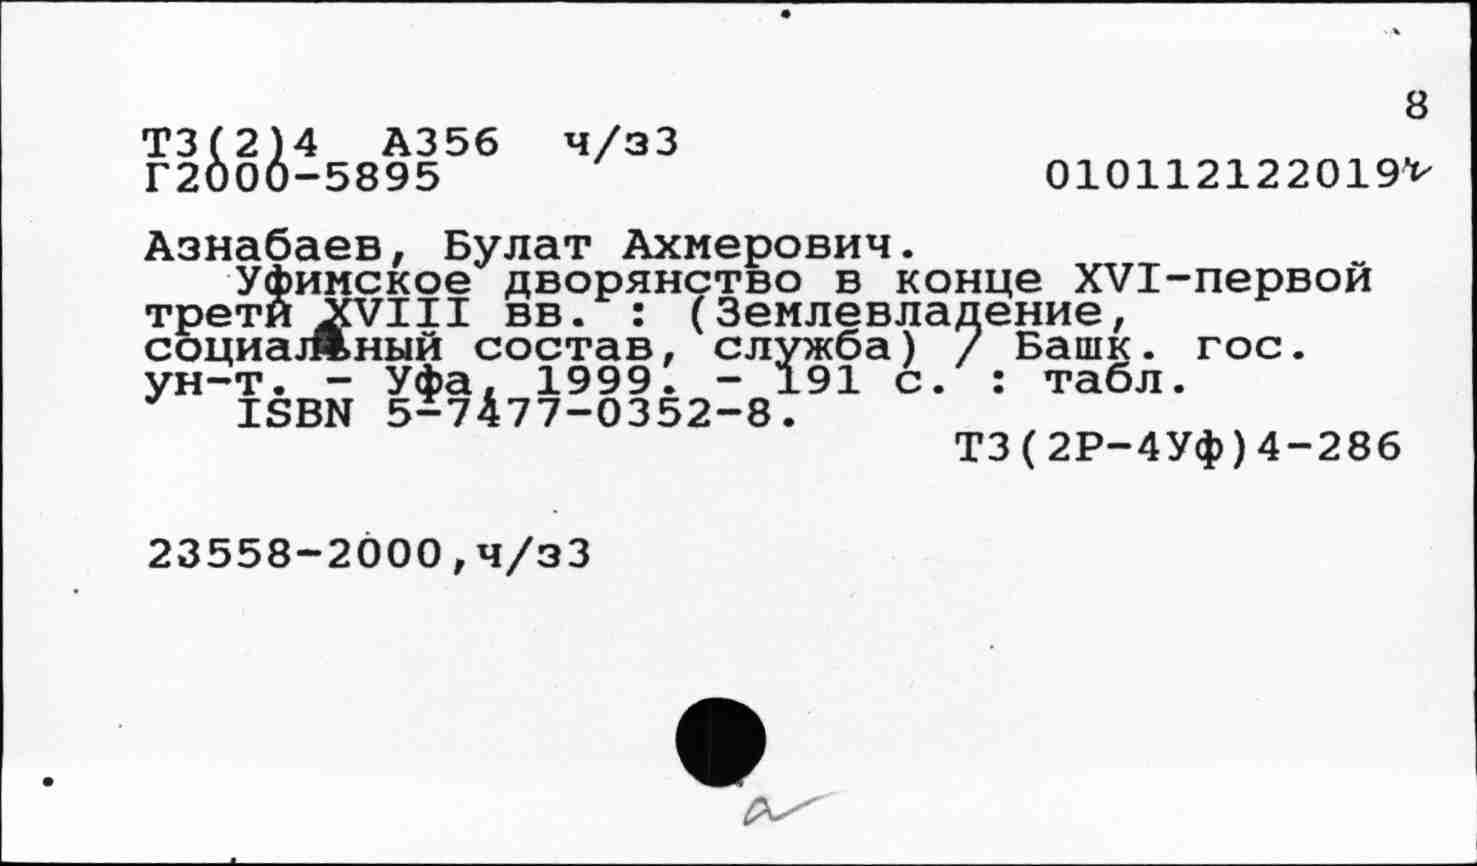 8
Т3(2)4 А356 ч/з3
Г2000-5895 010112122019
Азнабаев, Булат Ахмерович.
Уфимское дворянство в конце XVI-первой
трети XVIII вв. : (Землевладение,
социальный состав, служба) / Башк. гос.
ун-т. - Уфа, 1999. - 191 с. : табл.
ISBN 5-7477-0352-8.
Т3(2Р-4Уф)4-286
23558-2000,ч/з3